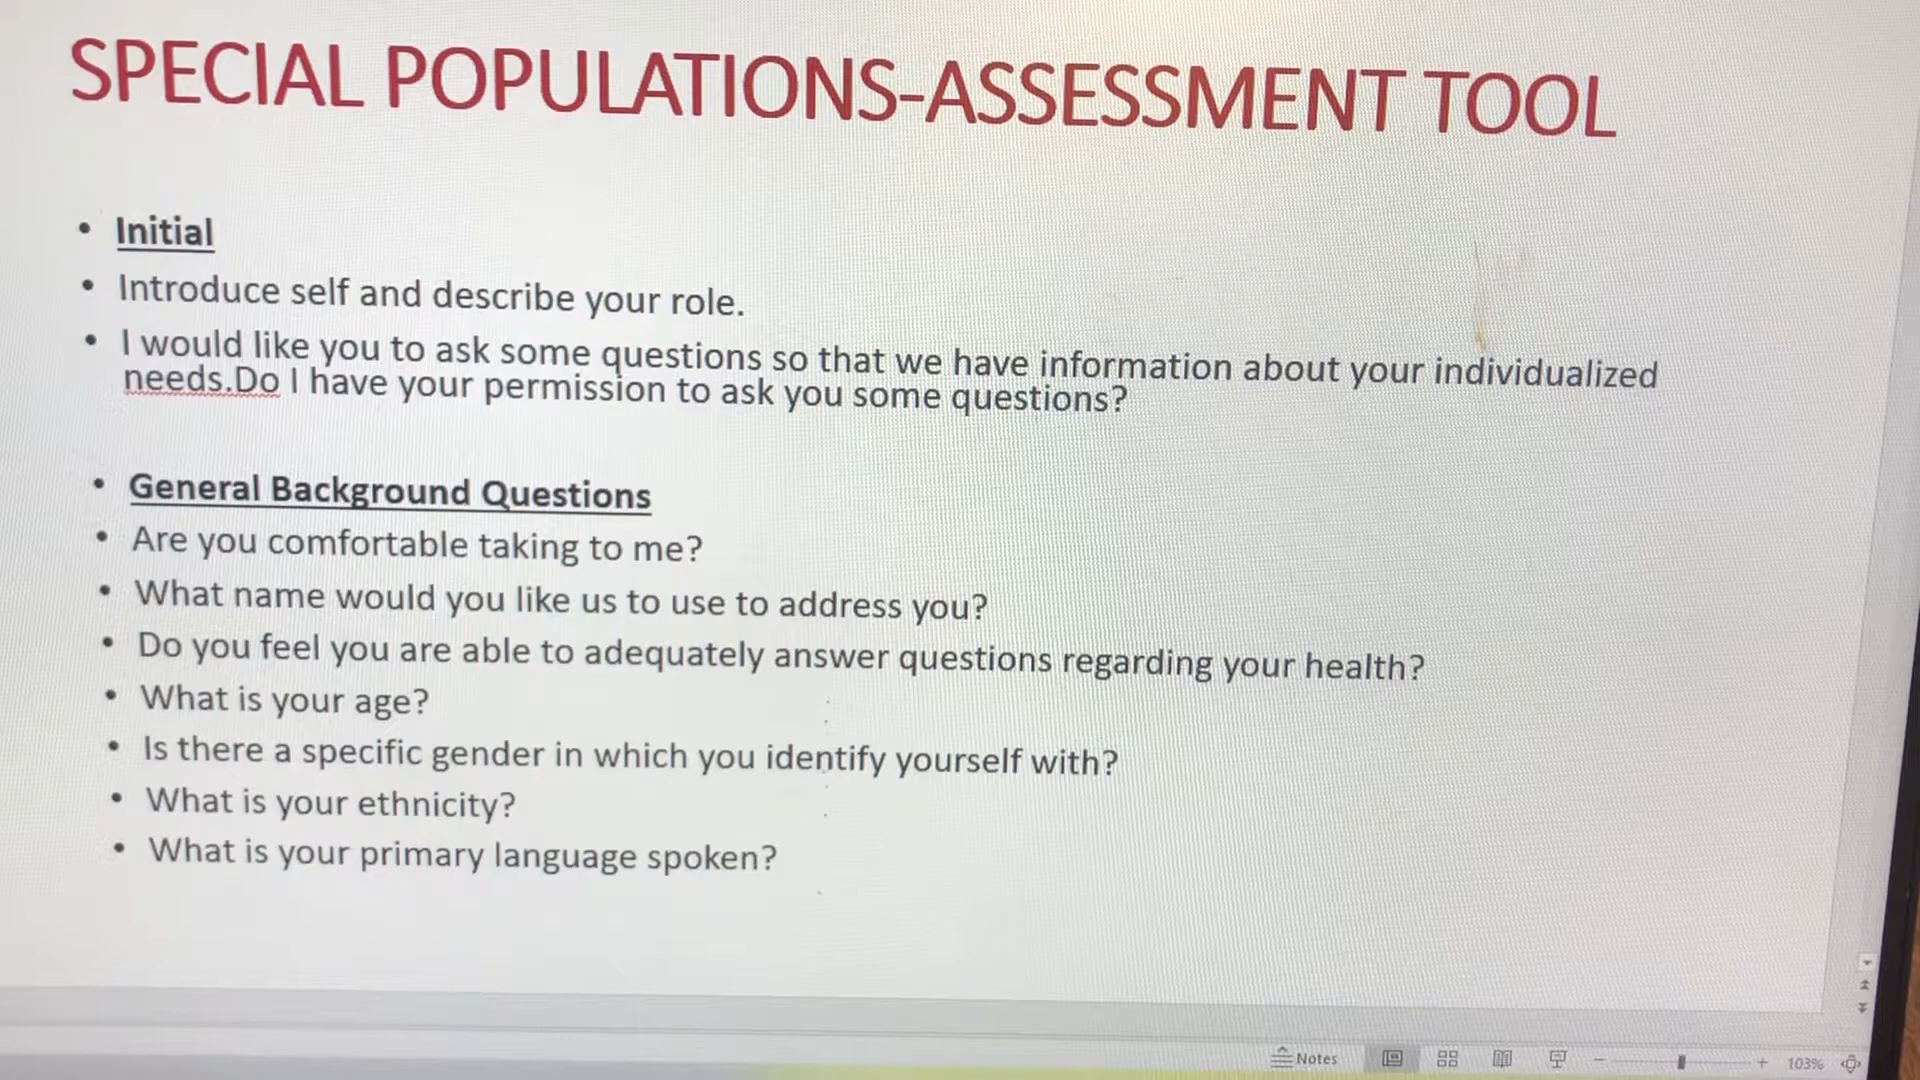 SPECIAL POPULATIONS-ASSESSMENT TOOL
• Initial
• Introduce self and describe your role.
• I would like you to ask some questions so that we have information about your individualized
needs.Do I have your permission to ask you some questions?
• General Background Questions
• Are you comfortable taking to me?
• What name would you like us to use to address you?
• Do you feel you are able to adequately answer questions regarding your health?
• What is your age?
• Is there a specific gender in which you identify yourself with?
• What is your ethnicity?
• What is your primary language spoken?
Notes
103%